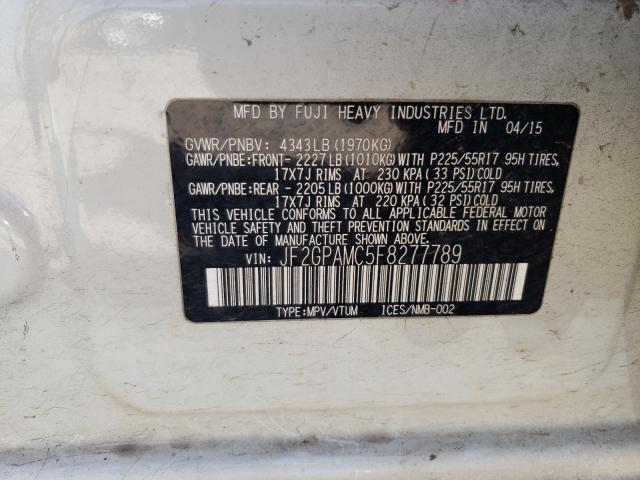 MFD BY FUJI HEAVY INDUSTRIES LTD.
MFD IN 04/15
GVWR/PNBV: 4343LB(1970KG)
GAWR/PNBE:FRONT- 2227LB(1010KG)WITH P225/55R17 95H TIRES,
17X7J RIMS AT 230 KPA (33 PSI)COLD
GAWR/PNBE:REAR - 2205LB(1000KG)WITH P225/55R17 95H TIRES,
17X7J RIMS AT 220 KPA (32 PSI)COLD
THIS VEHICLE CONFORMS TO ALL APPLICABLE FEDERAL MOTOR
VEHICLE SAFETY AND THEFT PREVENTION STANDARDS IN EFFECT ON
THE DATE OF MANUFACTURE SHOWN ABOVE.
VIN: JF2GPAMC5F8277789
TYPE:MPV/VTUM ICES/NMB-002